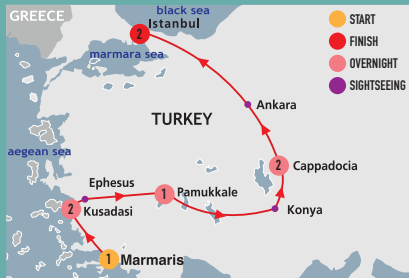 GREECE
black sea
Istanbul
2
marmara sea
START
FINISH
OVERNIGHT
SIGHTSEEING
TURKEY
Ankara
aegean sea
2
Cappadocia
Ephesus
1
Pamukkale
2
Kusadasi
Konya
1
Marmaris